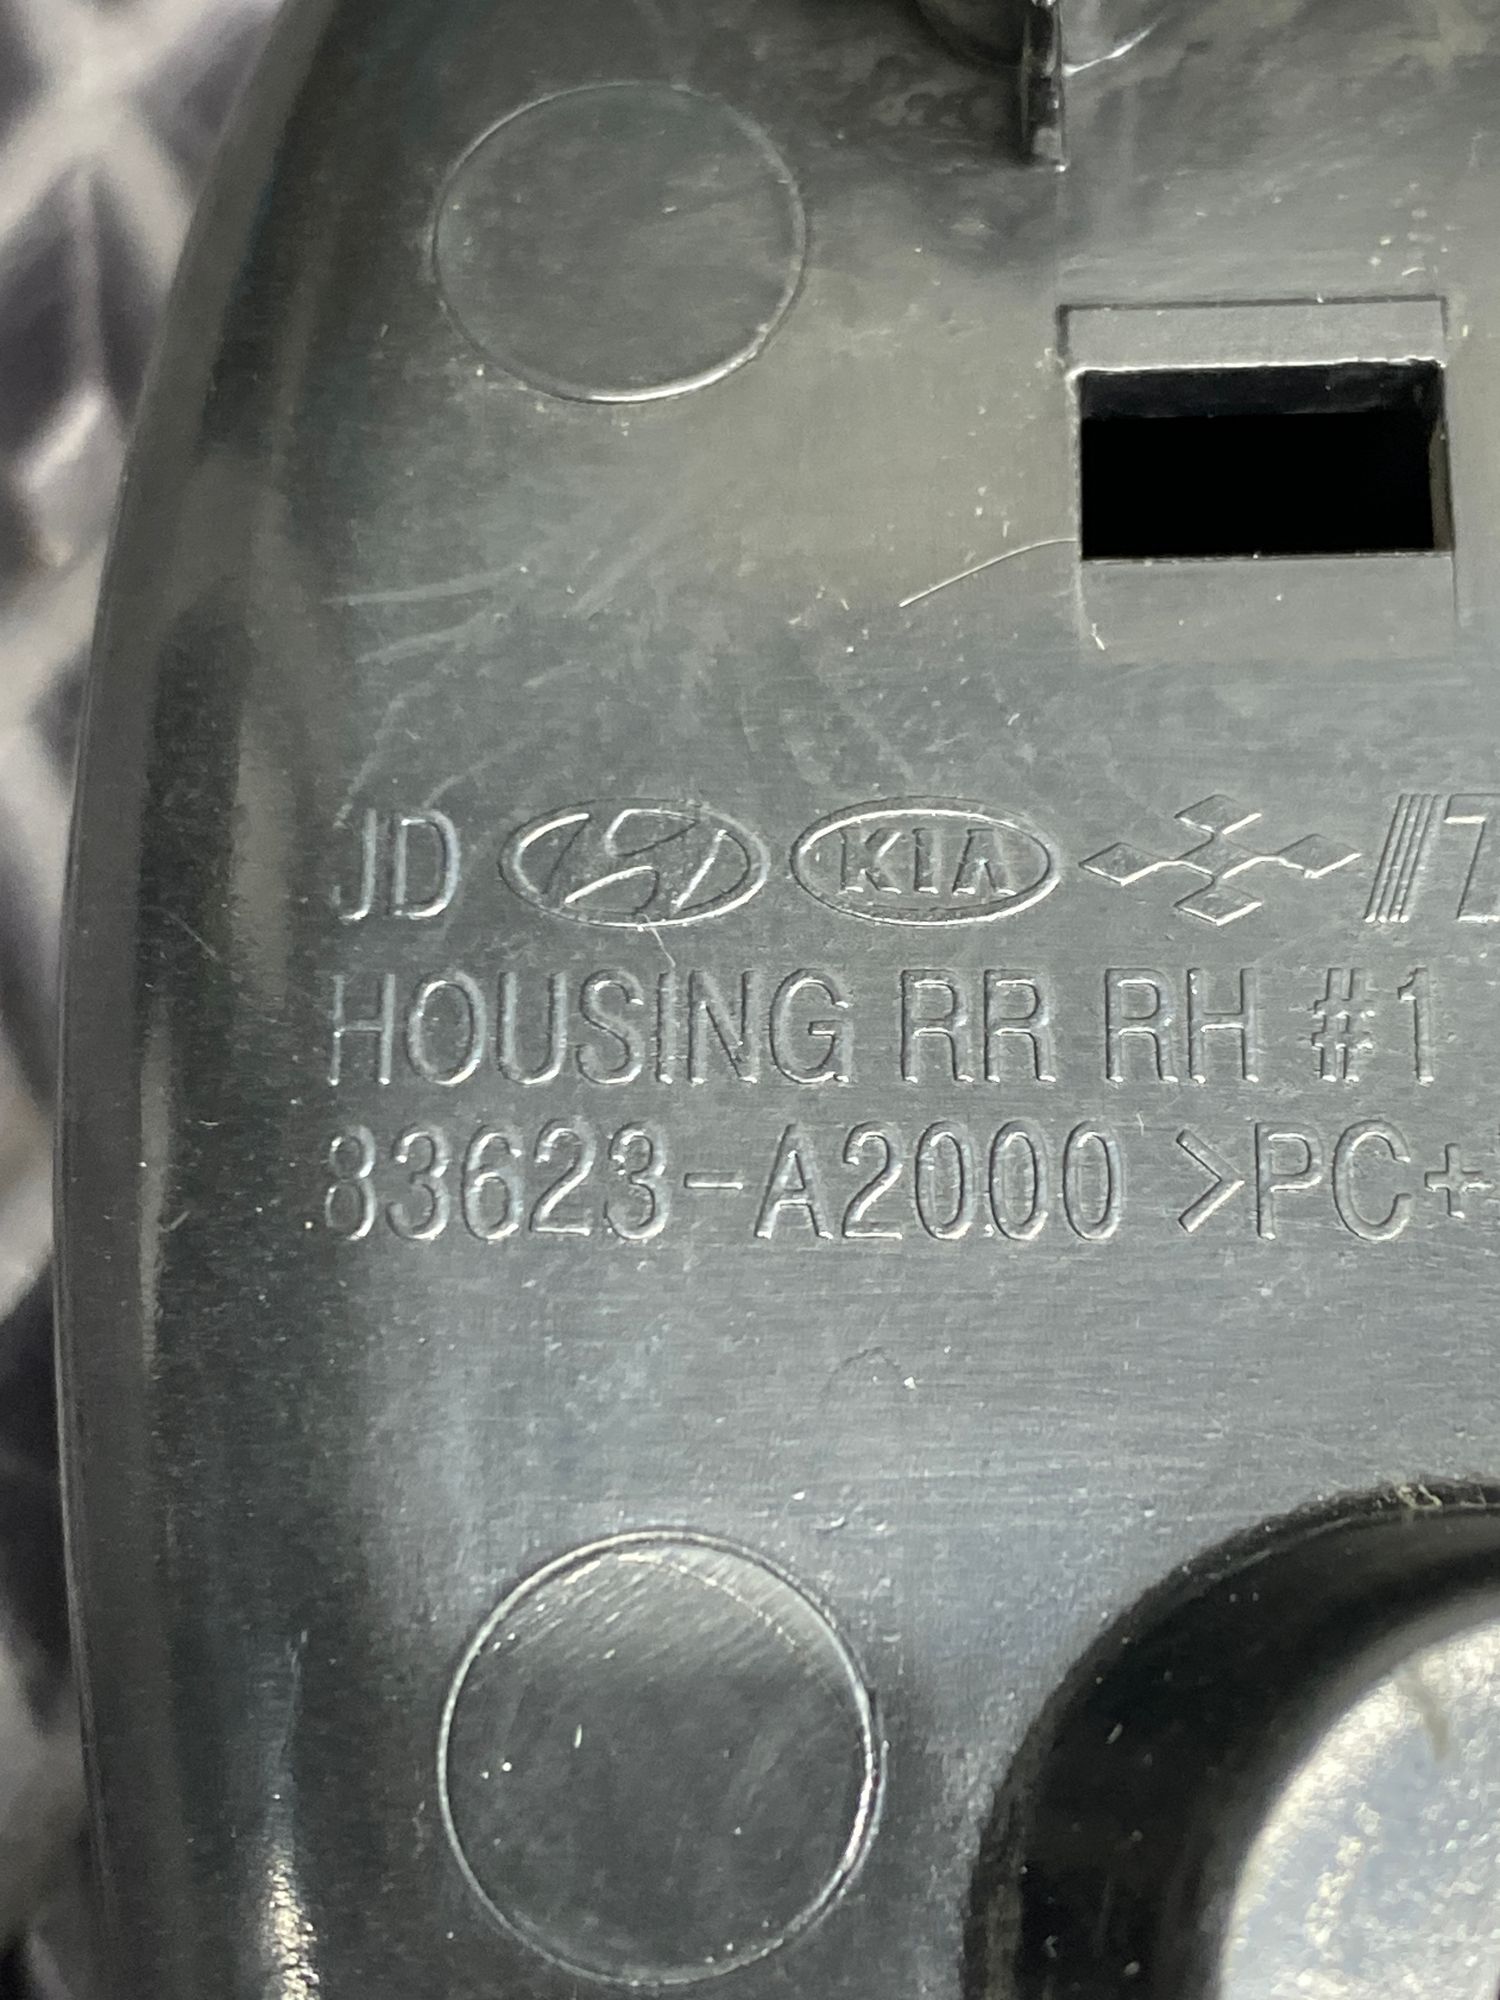 JD KIA
HOUSING RR RH #1
83623-A2000 >PC+